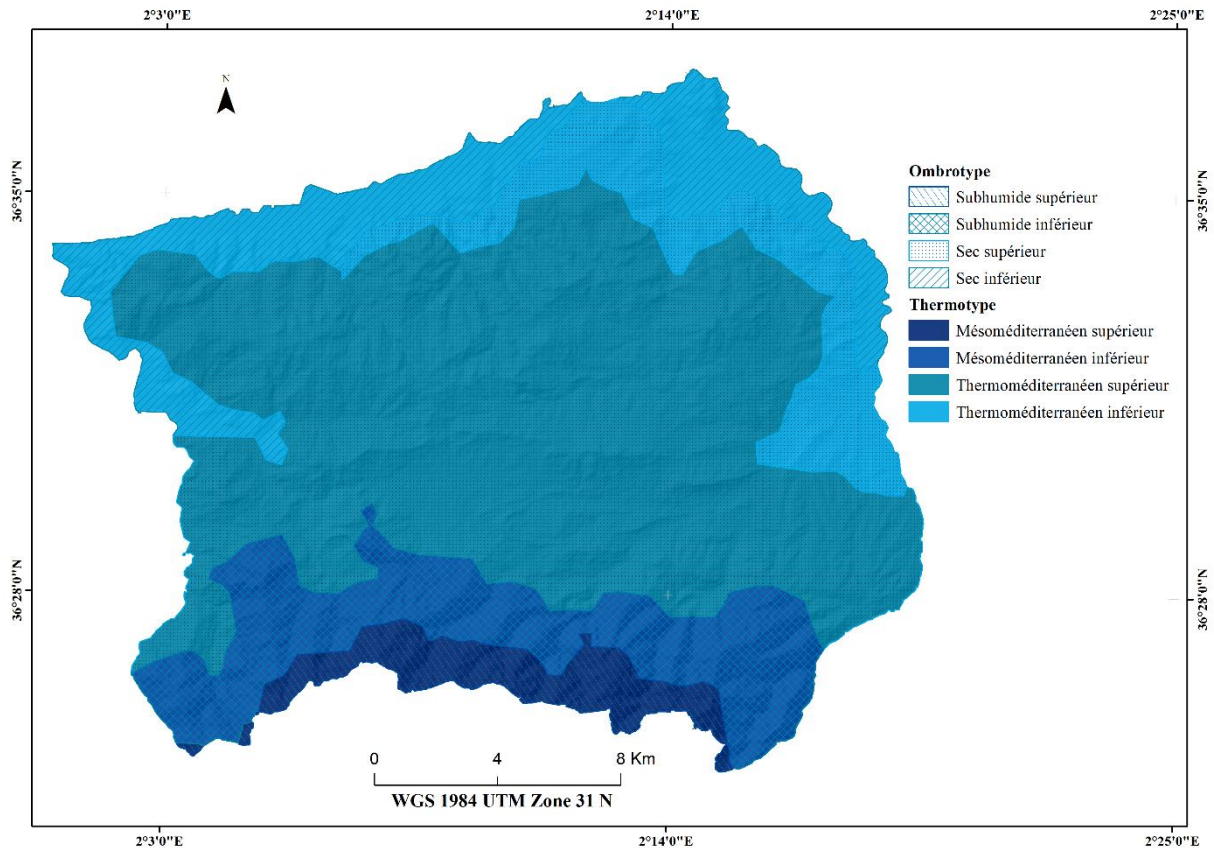 2°3'0"E
2°14'0"E
2°25'0"E
N
36°35'0"N
36°35'0"N
Ombrotype
Subhumide supérieur
Subhumide inférieur
Sec supérieur
Sec inférieur
Thermotype
Mésoméditerranéen supérieur
Mésoméditerranéen inférieur
Thermoméditerranéen supérieur
Thermoméditerranéen inférieur
36°28'0"N
36°28'0"N
0 4 8 Km
WGS 1984 UTM Zone 31 N
2°3'0"E
2°14'0"E
2°25'0"E